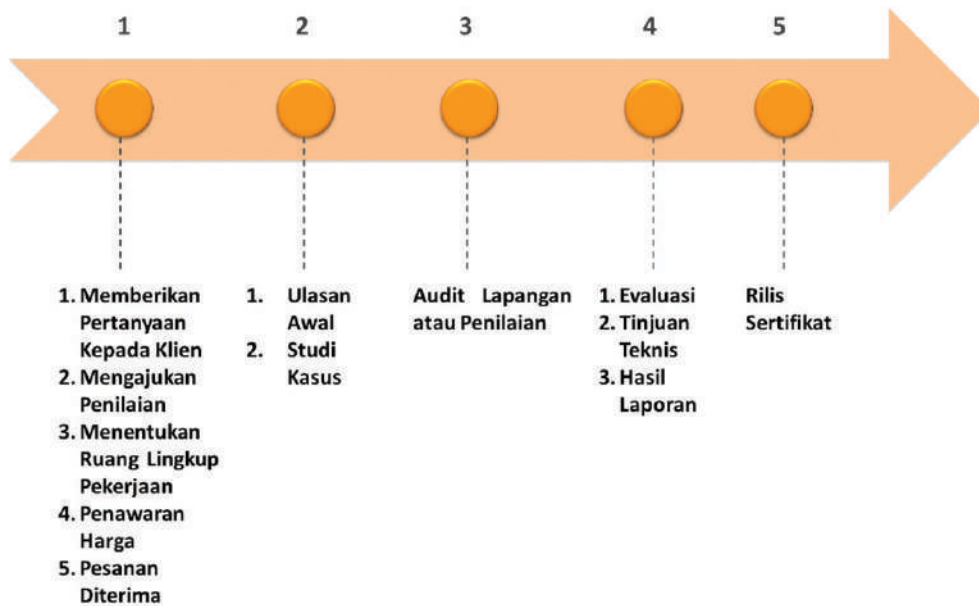 1 2 3 4 5
1. Memberikan
Pertanyaan
Kepada Klien
2. Mengajukan
Penilaian
3. Menentukan
Ruang Lingkup
Pekerjaan
4. Penawaran
Harga
5. Pesanan
Diterima
1. Ulasan
Awal
2. Studi
Kasus
Audit Lapangan
atau Penilaian
1. Evaluasi
2. Tinjuan
Teknis
3. Hasil
Laporan
Rilis
Sertifikat